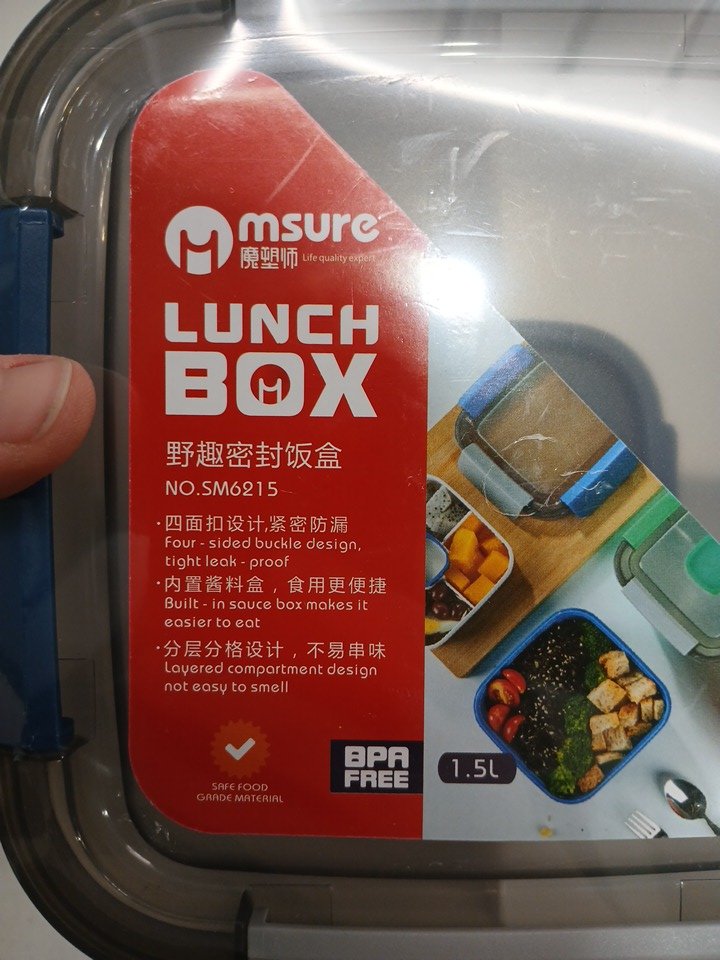 msure
魔塑师 Life quality expert
LUNCH
BOX
野趣密封饭盒
NO.SM6215
·四面扣设计,紧密防漏
Four - sided buckle design,
tight leak - proof
·内置酱料盒，食用更便捷
Built - in sauce box makes it
easier to eat
·分层分格设计，不易串味
Layered compartment design
not easy to smell
SAFE FOOD
GRADE MATERIAL
BPA
FREE
1.5L